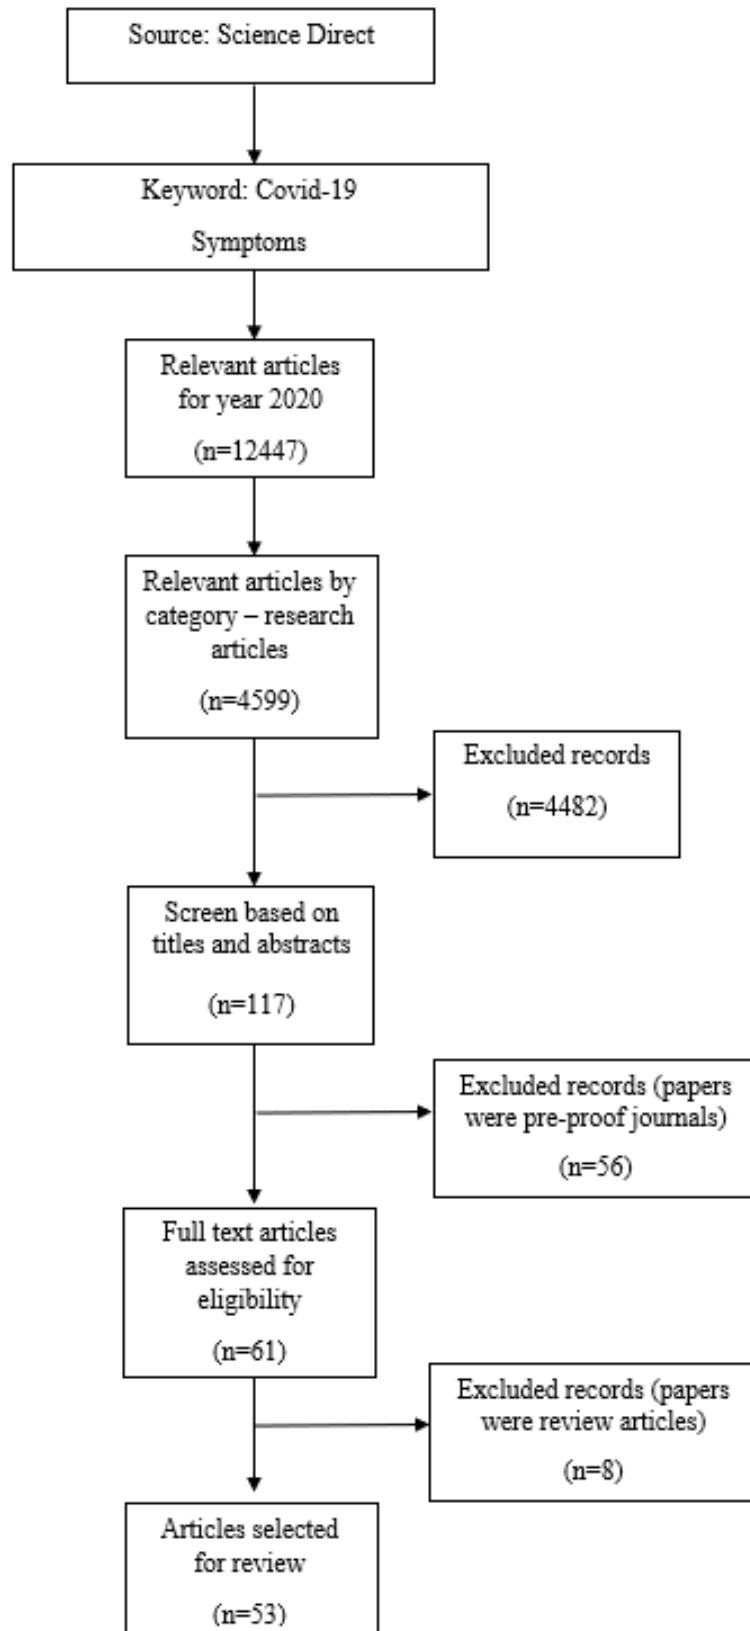 Source: Science Direct
Keyword: Covid-19
Symptoms
Relevant articles
for year 2020
(n=12447)
Relevant articles by
category – research
articles
(n=4599)
Excluded records
(n=4482)
Screen based on
titles and abstracts
(n=117)
Excluded records (papers
were pre-proof journals)
(n=56)
Full text articles
assessed for
eligibility
(n=61)
Excluded records (papers
were review articles)
(n=8)
Articles selected
for review
(n=53)